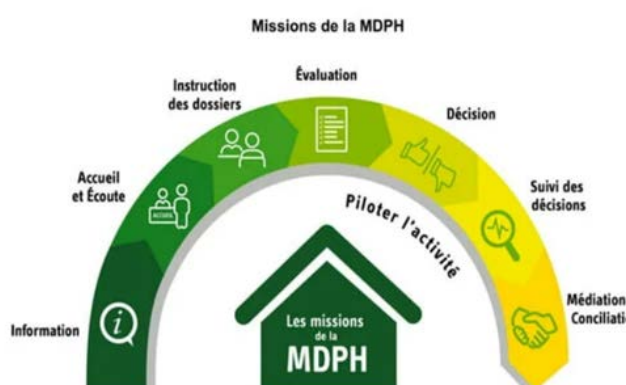 Missions de la MDPH
Évaluation
Instruction
des dossiers
Décision
Accueil
et Écoute
Suivi des
décisions
Piloter l'activité
Médiation
Conciliati
Information
i
Les missions
de la
MDPH